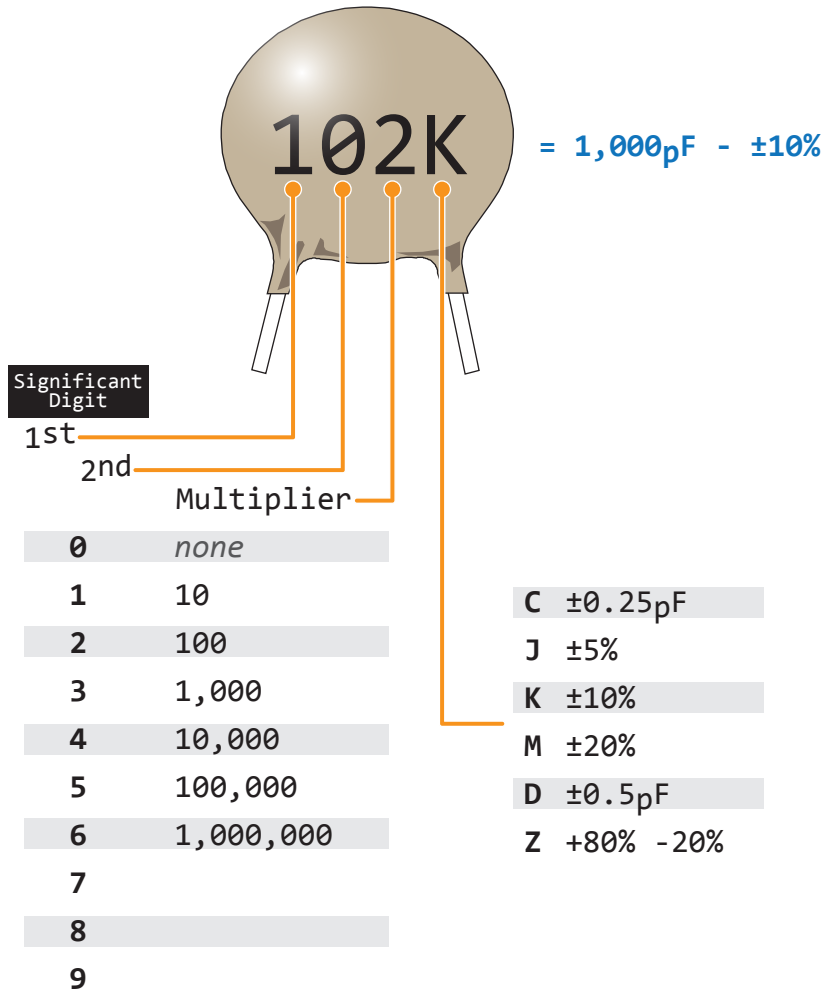 102K
= 1,000pF - ±10%
Significant
Digit
1st
2nd
Multiplier
0 none
1 10
2 100
3 1,000
4 10,000
5 100,000
6 1,000,000
7
8
9
C ±0.25pF
J ±5%
K ±10%
M ±20%
D ±0.5pF
Z +80% -20%